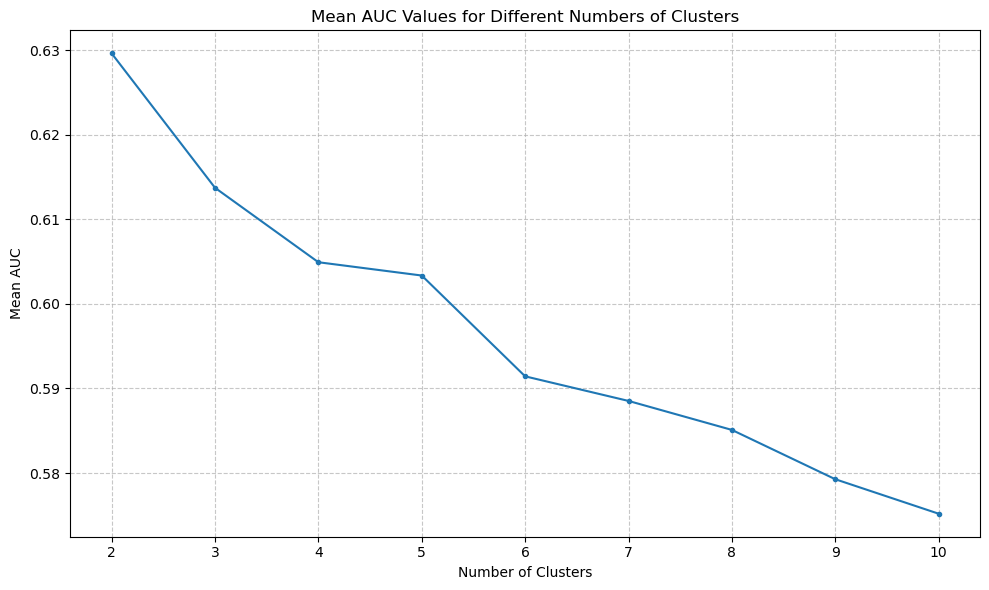 Mean AUC Values for Different Numbers of Clusters
0.63
0.62
0.61
0.60
0.59
0.58
Mean AUC
2 3 4 5 6 7 8 9 10
Number of Clusters